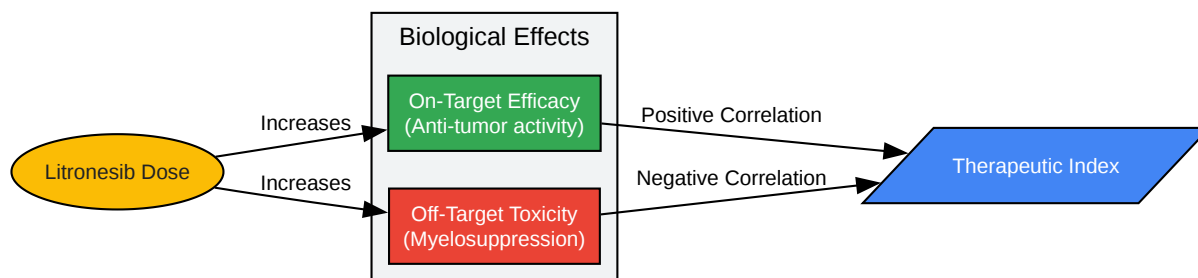 Biological Effects
On-Target Efficacy
(Anti-tumor activity)
Increases
Positive Correlation
Litronesib Dose
Therapeutic Index
Increases
Negative Correlation
Off-Target Toxicity
(Myelosuppression)